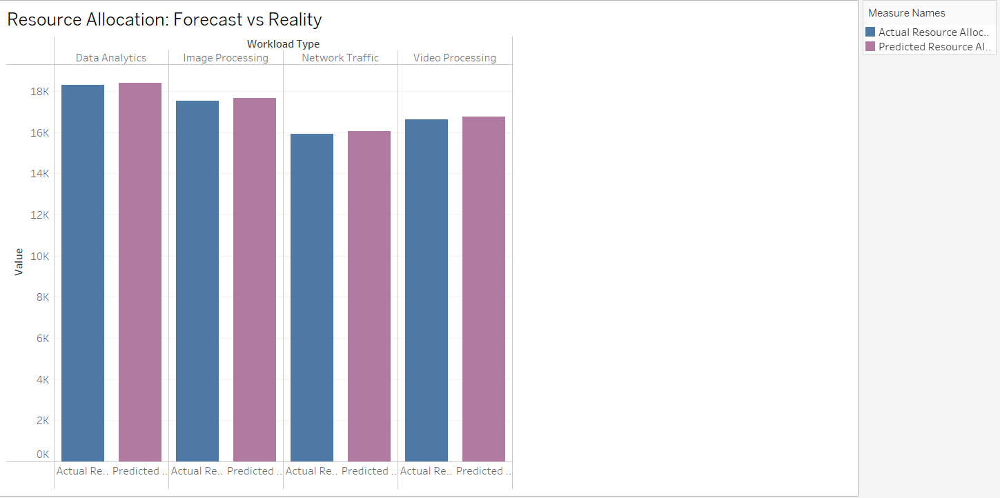 Resource Allocation: Forecast vs Reality
Workload Type
Data Analytics Image Processing Network Traffic Video Processing
18K
16K
14K
12K
10K
8K
6K
4K
2K
0K
Value
Actual Re.. Predicted .. Actual Re.. Predicted .. Actual Re.. Predicted .. Actual Re.. Predicted ..
Measure Names
Actual Resource Alloc..
Predicted Resource Al..